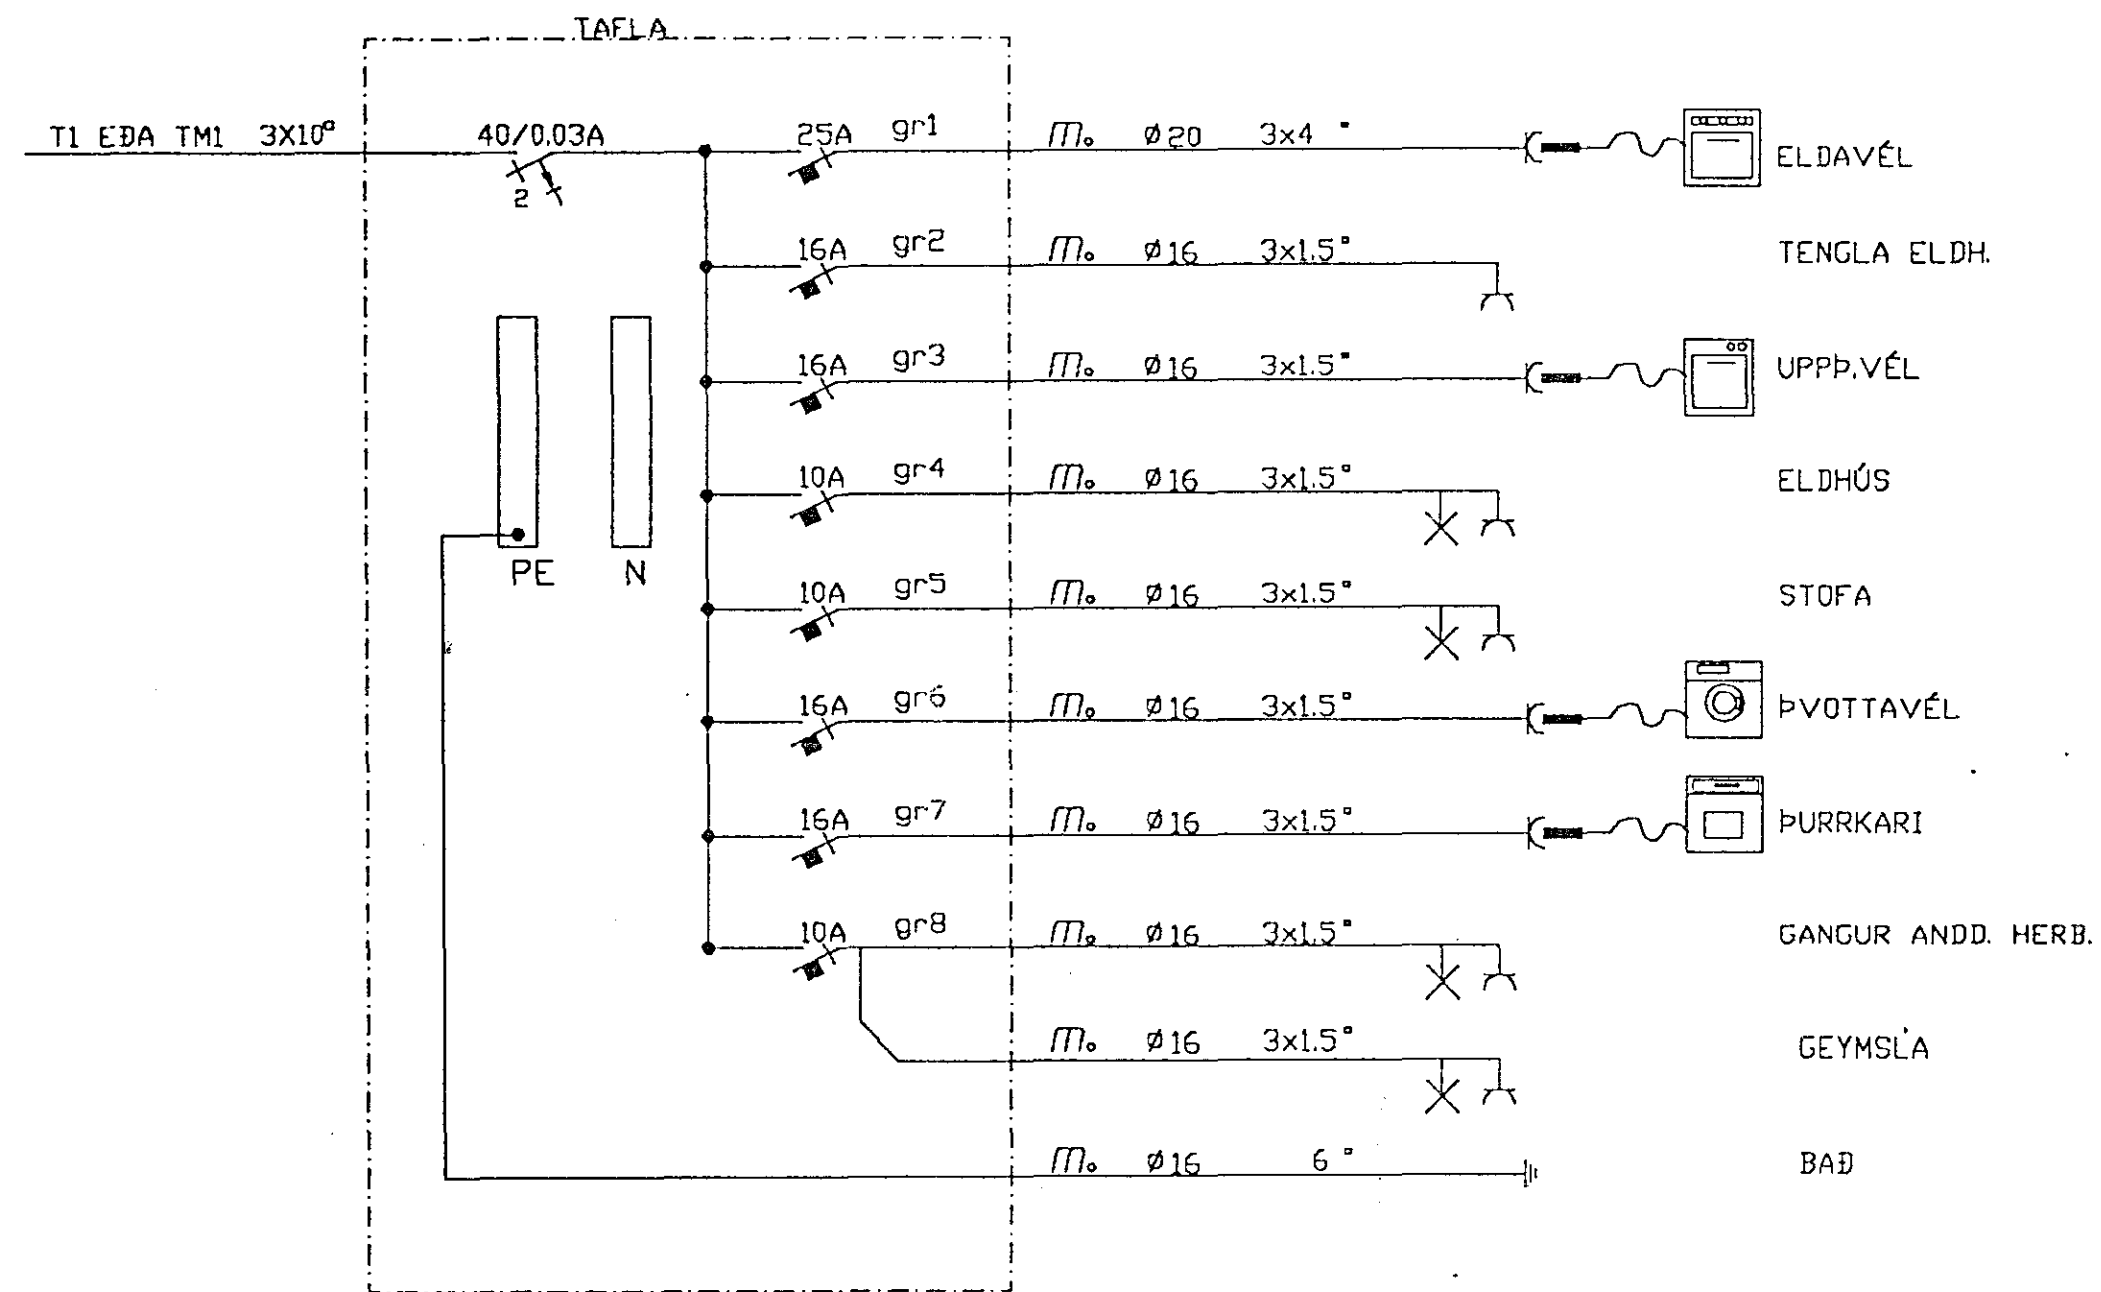 TAFLA
T1 EÐA TM1 3X10▫ 40/0.03A 25A gr1 m. ø20 3x4 ▫ ELDAVÉL
2
16A gr2 m. ø16 3x1.5▫ TENGLA ELDH.
16A gr3 m. ø16 3x1.5▫ UPPÞ.VÉL
10A gr4 m. ø16 3x1.5▫ ELDHÚS
PE N
10A gr5 m. ø16 3x1.5▫ STOFA
16A gr6 m. ø16 3x1.5▫ ÞVOTTAVÉL
16A gr7 m. ø16 3x1.5▫ ÞURRKARI
10A gr8 m. ø16 3x1.5▫ GANGUR ANDD. HERB.
m. ø16 3x1.5▫ GEYMSLA
m. ø16 6 ▫ BAÐ